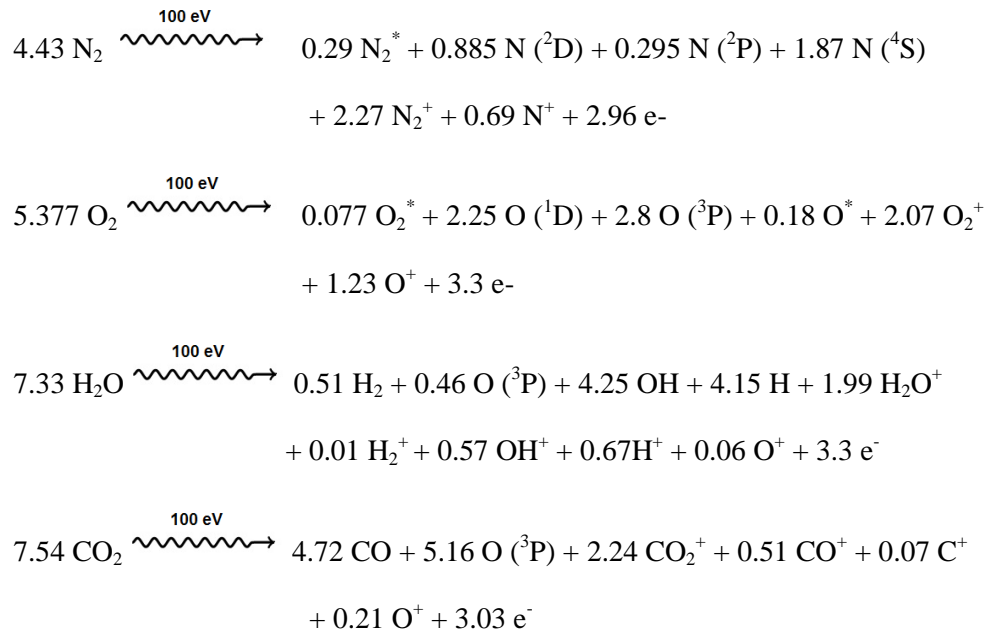 100 eV
4.43 N₂ → 0.29 N₂* + 0.885 N (²D) + 0.295 N (²P) + 1.87 N (⁴S)
+ 2.27 N₂⁺ + 0.69 N⁺ + 2.96 e-
100 eV
5.377 O₂ → 0.077 O₂* + 2.25 O (¹D) + 2.8 O (³P) + 0.18 O* + 2.07 O₂⁺
+ 1.23 O⁺ + 3.3 e-
100 eV
7.33 H₂O → 0.51 H₂ + 0.46 O (³P) + 4.25 OH + 4.15 H + 1.99 H₂O⁺
+ 0.01 H₂⁺ + 0.57 OH⁺ + 0.67H⁺ + 0.06 O⁺ + 3.3 e⁻
100 eV
7.54 CO₂ → 4.72 CO + 5.16 O (³P) + 2.24 CO₂⁺ + 0.51 CO⁺ + 0.07 C⁺
+ 0.21 O⁺ + 3.03 e⁻